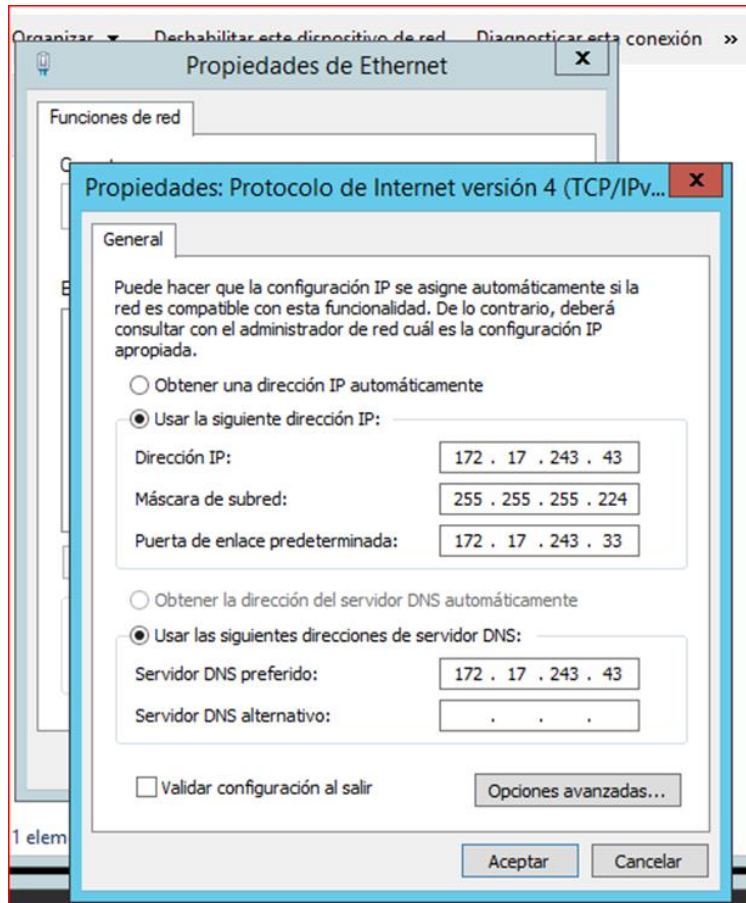 Organizar Deshabilitar este dispositivo de red Diagnosticar esta conexión »
Propiedades de Ethernet
Funciones de red
Propiedades: Protocolo de Internet versión 4 (TCP/IPv...
General
Puede hacer que la configuración IP se asigne automáticamente si la
red es compatible con esta funcionalidad. De lo contrario, deberá
consultar con el administrador de red cuál es la configuración IP
apropiada.
Obtener una dirección IP automáticamente
Usar la siguiente dirección IP:
Dirección IP: 172 . 17 . 243 . 43
Máscara de subred: 255 . 255 . 255 . 224
Puerta de enlace predeterminada: 172 . 17 . 243 . 33
Obtener la dirección del servidor DNS automáticamente
Usar las siguientes direcciones de servidor DNS:
Servidor DNS preferido: 172 . 17 . 243 . 43
Servidor DNS alternativo: . . .
Validar configuración al salir Opciones avanzadas...
1 elem
Aceptar Cancelar